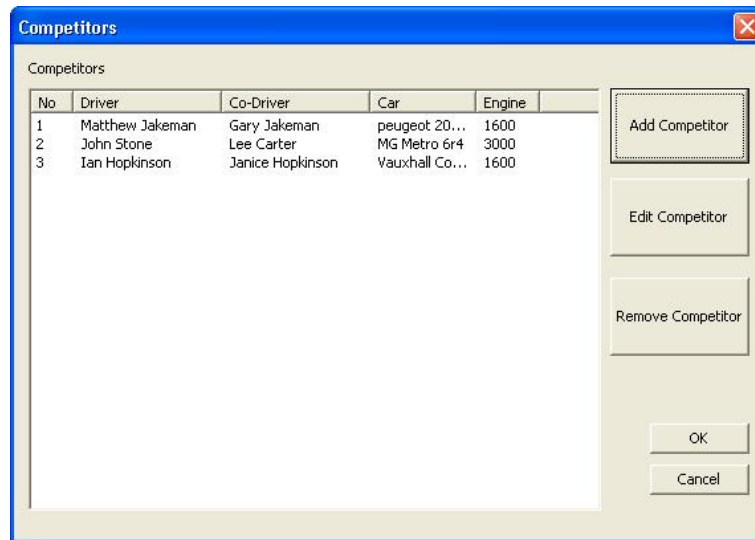 Competitors
Competitors
No Driver Co-Driver Car Engine
1 Matthew Jakeman Gary Jakeman peugeot 20... 1600
2 John Stone Lee Carter MG Metro 6r4 3000
3 Ian Hopkinson Janice Hopkinson Vauxhall Co... 1600
Add Competitor
Edit Competitor
Remove Competitor
OK
Cancel